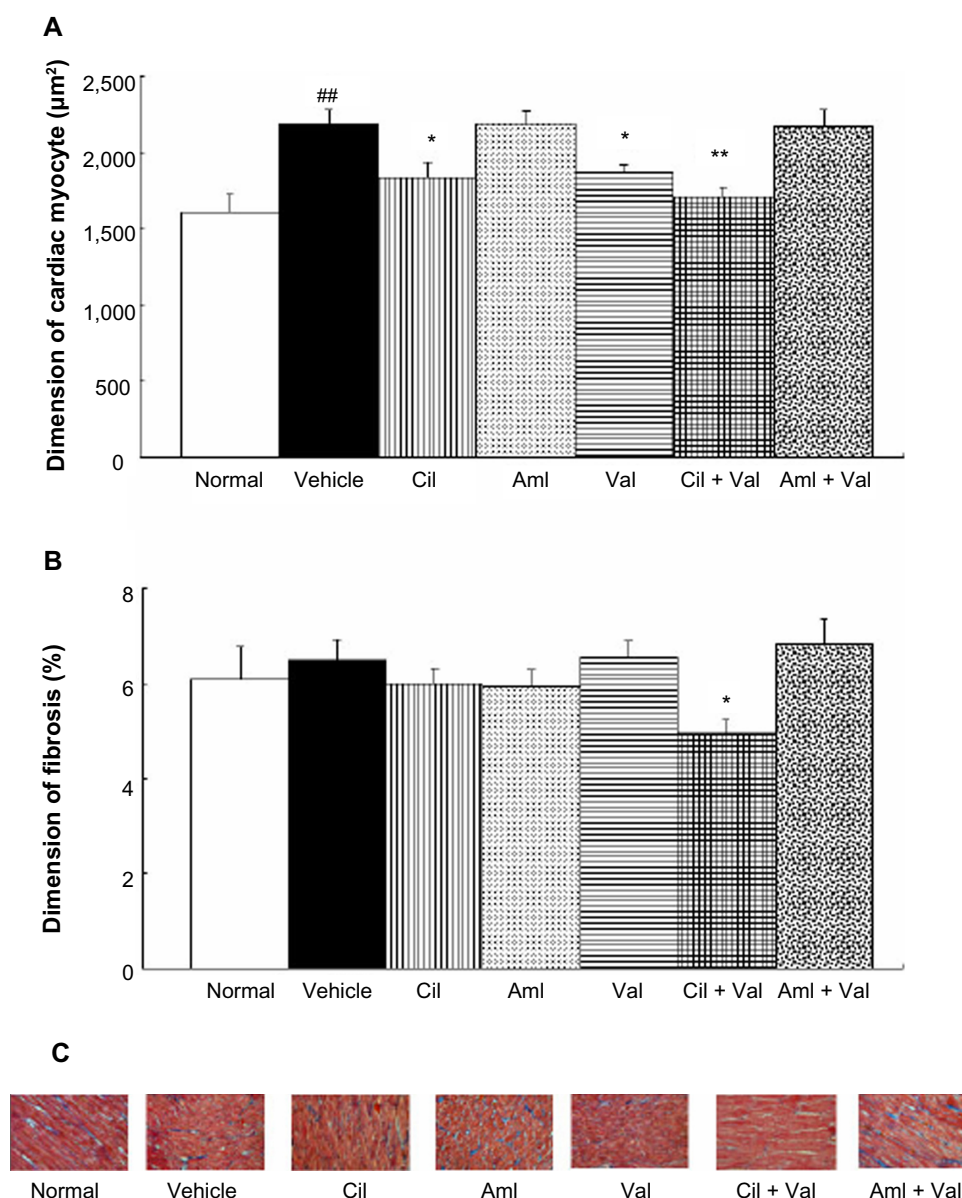 A
Dimension of cardiac myocyte (µm²)
2,500
2,000
1,500
1,000
500
0
##
*
*
**
Normal Vehicle Cil Aml Val Cil + Val Aml + Val
B
Dimension of fibrosis (%)
8
6
4
2
0
*
Normal Vehicle Cil Aml Val Cil + Val Aml + Val
C
Normal Vehicle Cil Aml Val Cil + Val Aml + Val